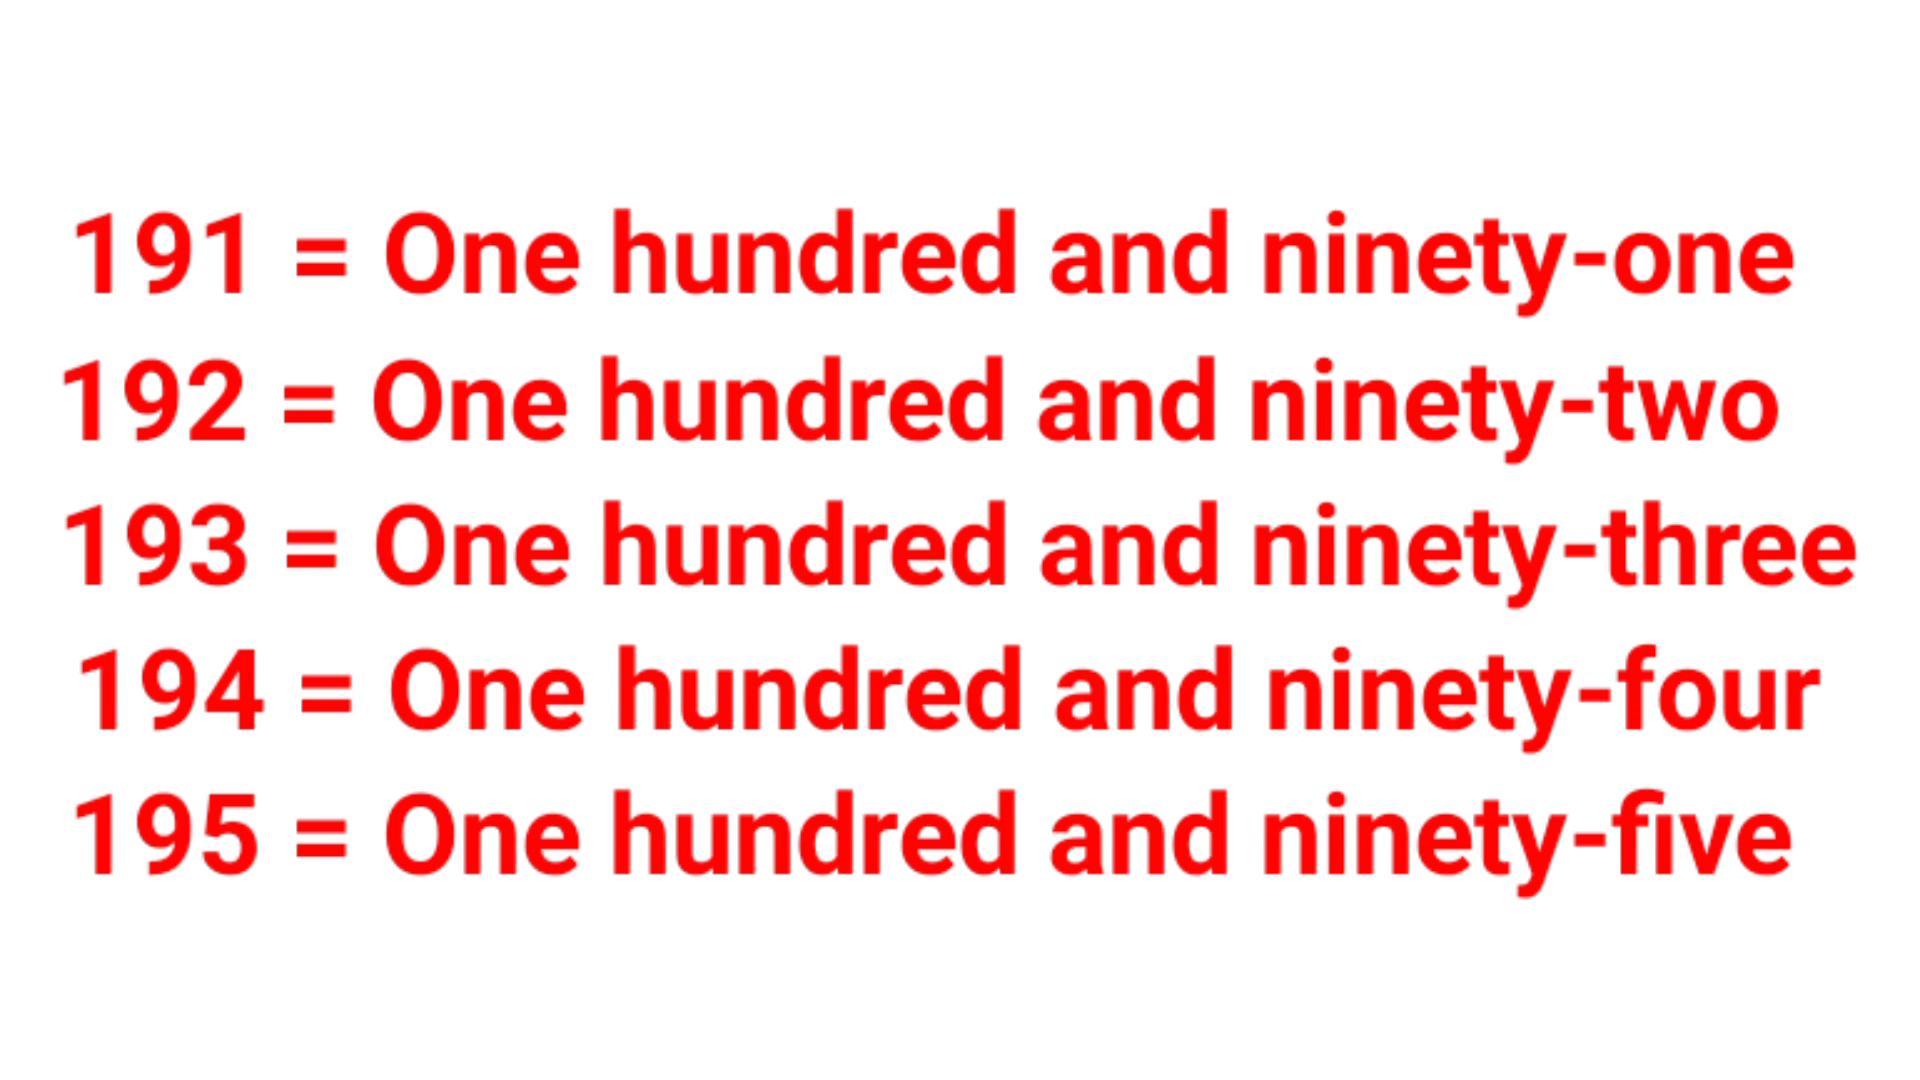 191 = One hundred and ninety-one
192 = One hundred and ninety-two
193 = One hundred and ninety-three
194 = One hundred and ninety-four
195 = One hundred and ninety-five